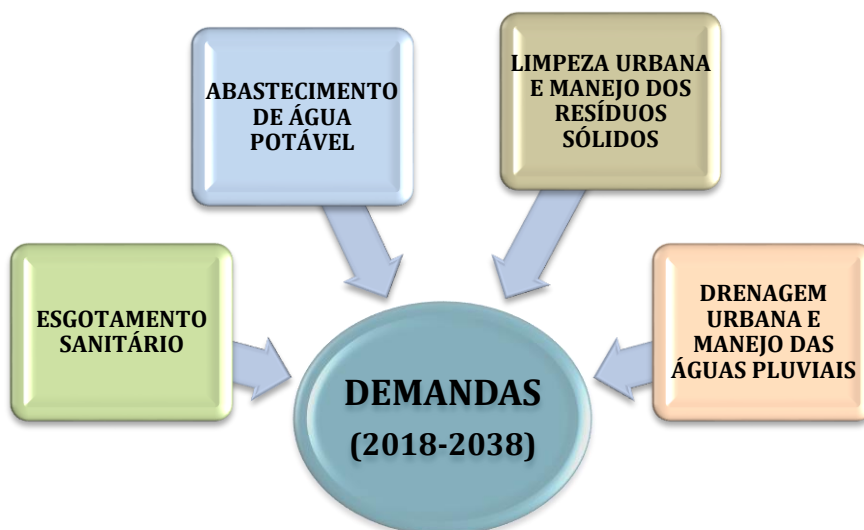 ABASTECIMENTO
DE ÁGUA
POTÁVEL
LIMPEZA URBANA
E MANEJO DOS
RESÍDUOS
SÓLIDOS
ESGOTAMENTO
SANITÁRIO
DRENAGEM
URBANA E
MANEJO DAS
ÁGUAS PLUVIAIS
DEMANDAS
(2018-2038)